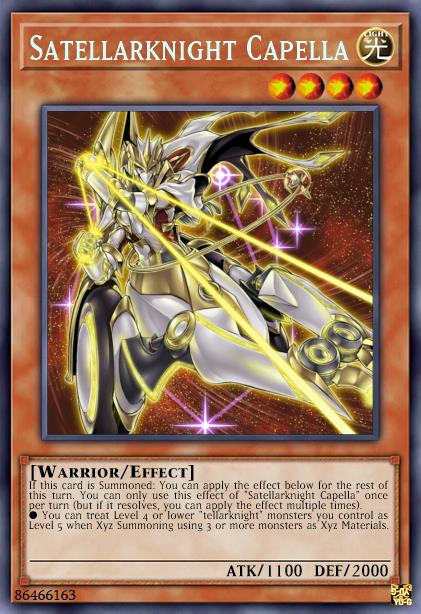 SATELLARKNIGHT CAPELLA
LIGHT
光
[WARRIOR/EFFECT]
If this card is Summoned: You can apply the effect below for the rest of
this turn. You can only use this effect of "Satellarknight Capella" once
per turn (but if it resolves, you can apply the effect multiple times).
● You can treat Level 4 or lower "tellarknight" monsters you control as
Level 5 when Xyz Summoning using 3 or more monsters as Xyz Materials.
ATK/1100 DEF/2000
86466163